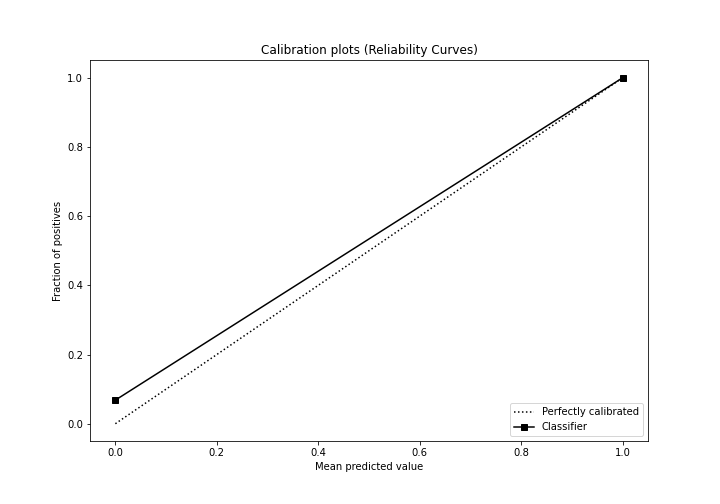 Calibration plots (Reliability Curves)
1.0
0.8
0.6
0.4
0.2
0.0
Fraction of positives
Perfectly calibrated
Classifier
0.0 0.2 0.4 0.6 0.8 1.0
Mean predicted value